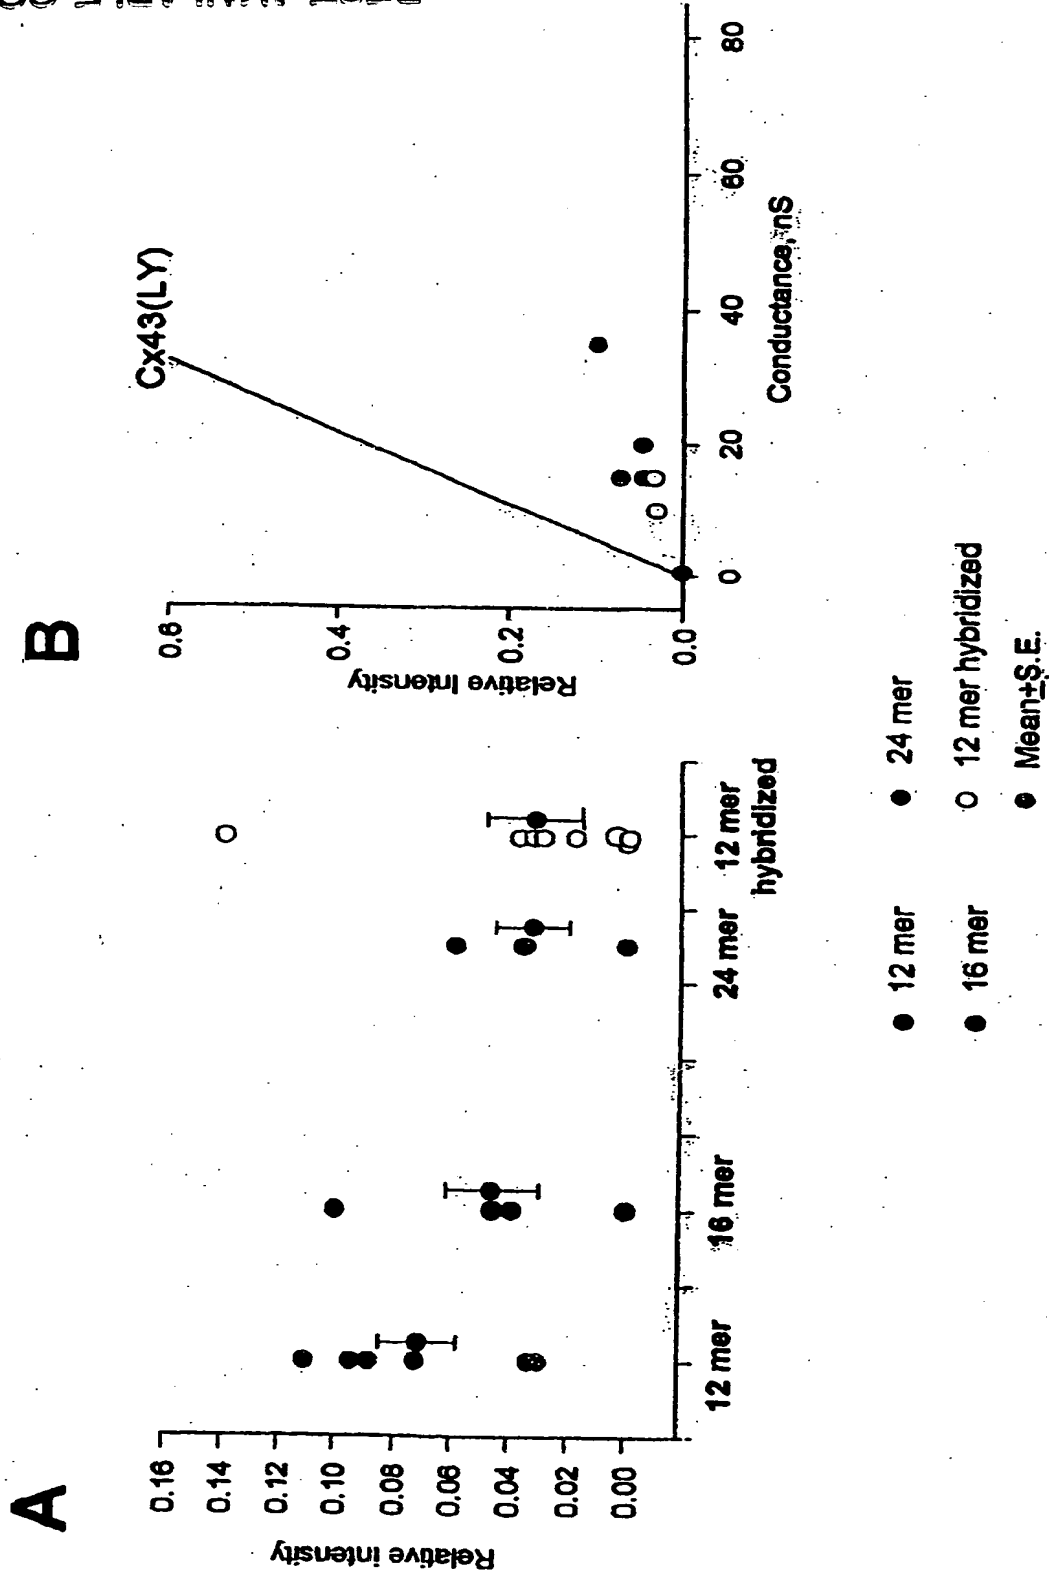 A
Relative intensity
0.16
0.14
0.12
0.10
0.08
0.06
0.04
0.02
0.00
12 mer
16 mer
24 mer
12 mer
hybridized
B
Relative Intensity
0.6
0.4
0.2
0.0
Cx43(LY)
0
20
40
60
80
Conductance, nS
12 mer
24 mer
16 mer
12 mer hybridized
Mean±S.E.